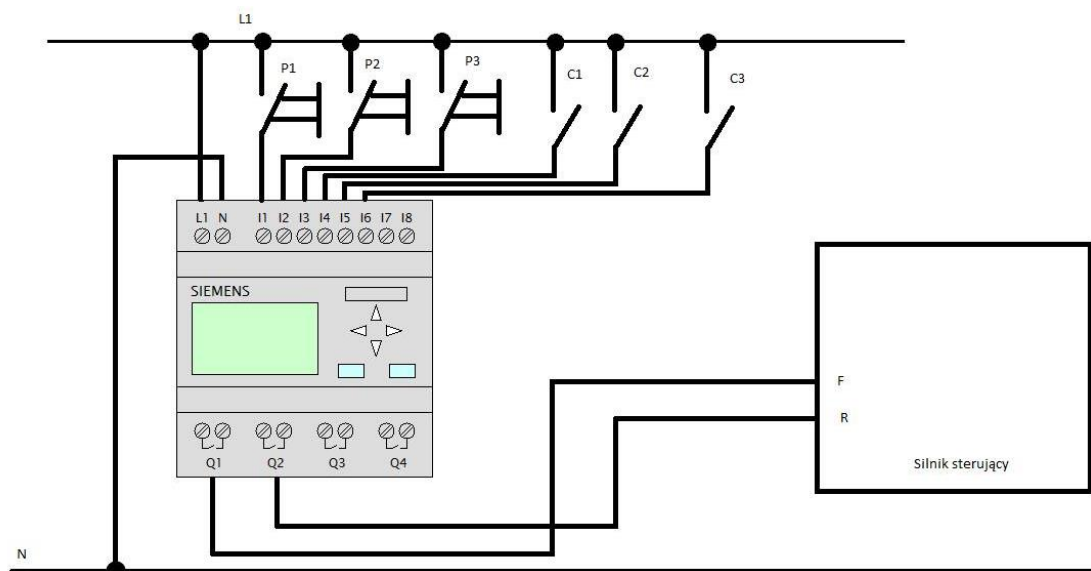 L1
P1
P2
P3
C1
C2
C3
L1 N I1 I2 I3 I4 I5 I6 I7 I8
SIEMENS
F
R
Q1 Q2 Q3 Q4
Silnik sterujący
N